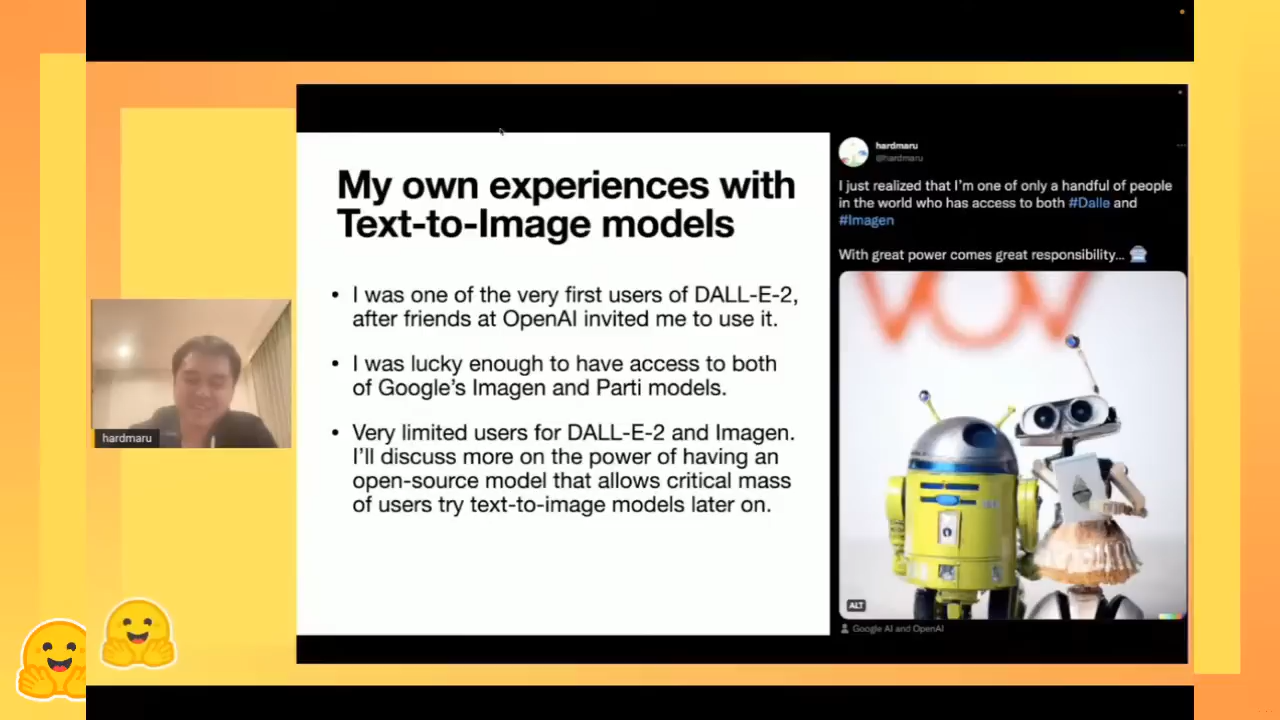 My own experiences with
Text-to-Image models
• I was one of the very first users of DALL-E-2,
after friends at OpenAI invited me to use it.
• I was lucky enough to have access to both
of Google's Imagen and Parti models.
• Very limited users for DALL-E-2 and Imagen.
I'll discuss more on the power of having an
open-source model that allows critical mass
of users try text-to-image models later on.
hardmaru
@hardmaru
I just realized that I'm one of only a handful of people
in the world who has access to both #Dalle and
#Imagen
With great power comes great responsibility...
ALT
Google AI and OpenAI
hardmaru